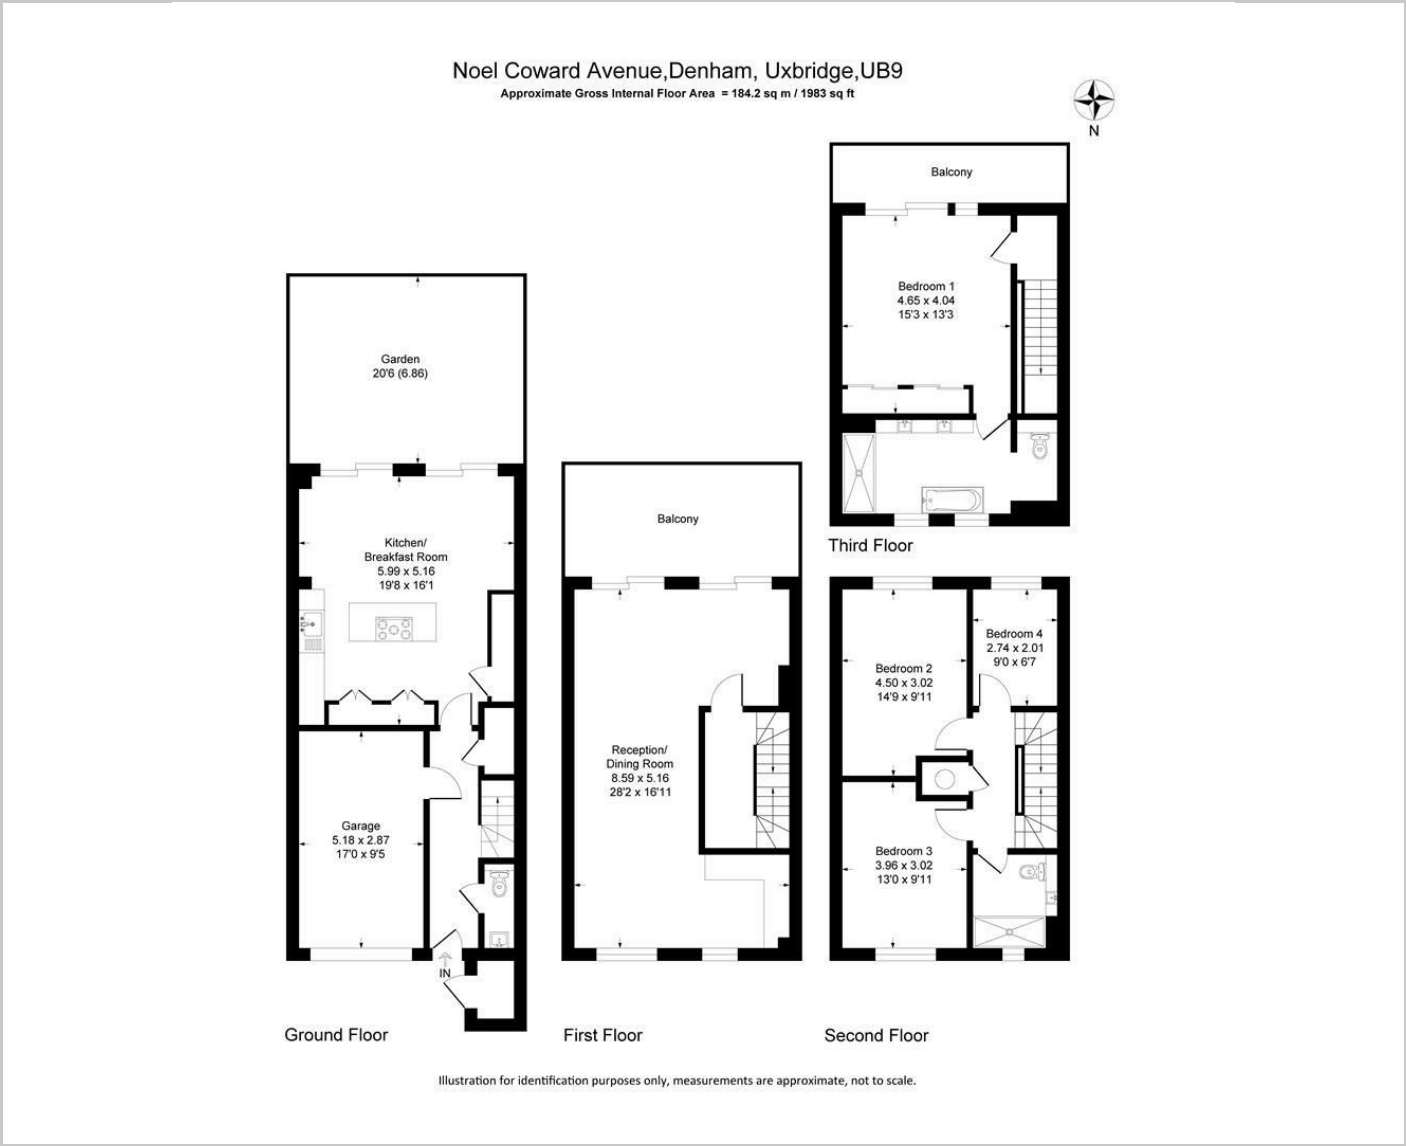 Noel Coward Avenue,Denham, Uxbridge,UB9
Approximate Gross Internal Floor Area = 184.2 sq m / 1983 sq ft
N
Balcony
Bedroom 1
4.65 x 4.04
15'3 x 13'3
Third Floor
Garden
20'6 (6.86)
Kitchen/
Breakfast Room
5.99 x 5.16
19'8 x 16'1
Garage
5.18 x 2.87
17'0 x 9'5
IN
Ground Floor
Balcony
Reception/
Dining Room
8.59 x 5.16
28'2 x 16'11
First Floor
Bedroom 2
4.50 x 3.02
14'9 x 9'11
Bedroom 4
2.74 x 2.01
9'0 x 6'7
Bedroom 3
3.96 x 3.02
13'0 x 9'11
Second Floor
Illustration for identification purposes only, measurements are approximate, not to scale.